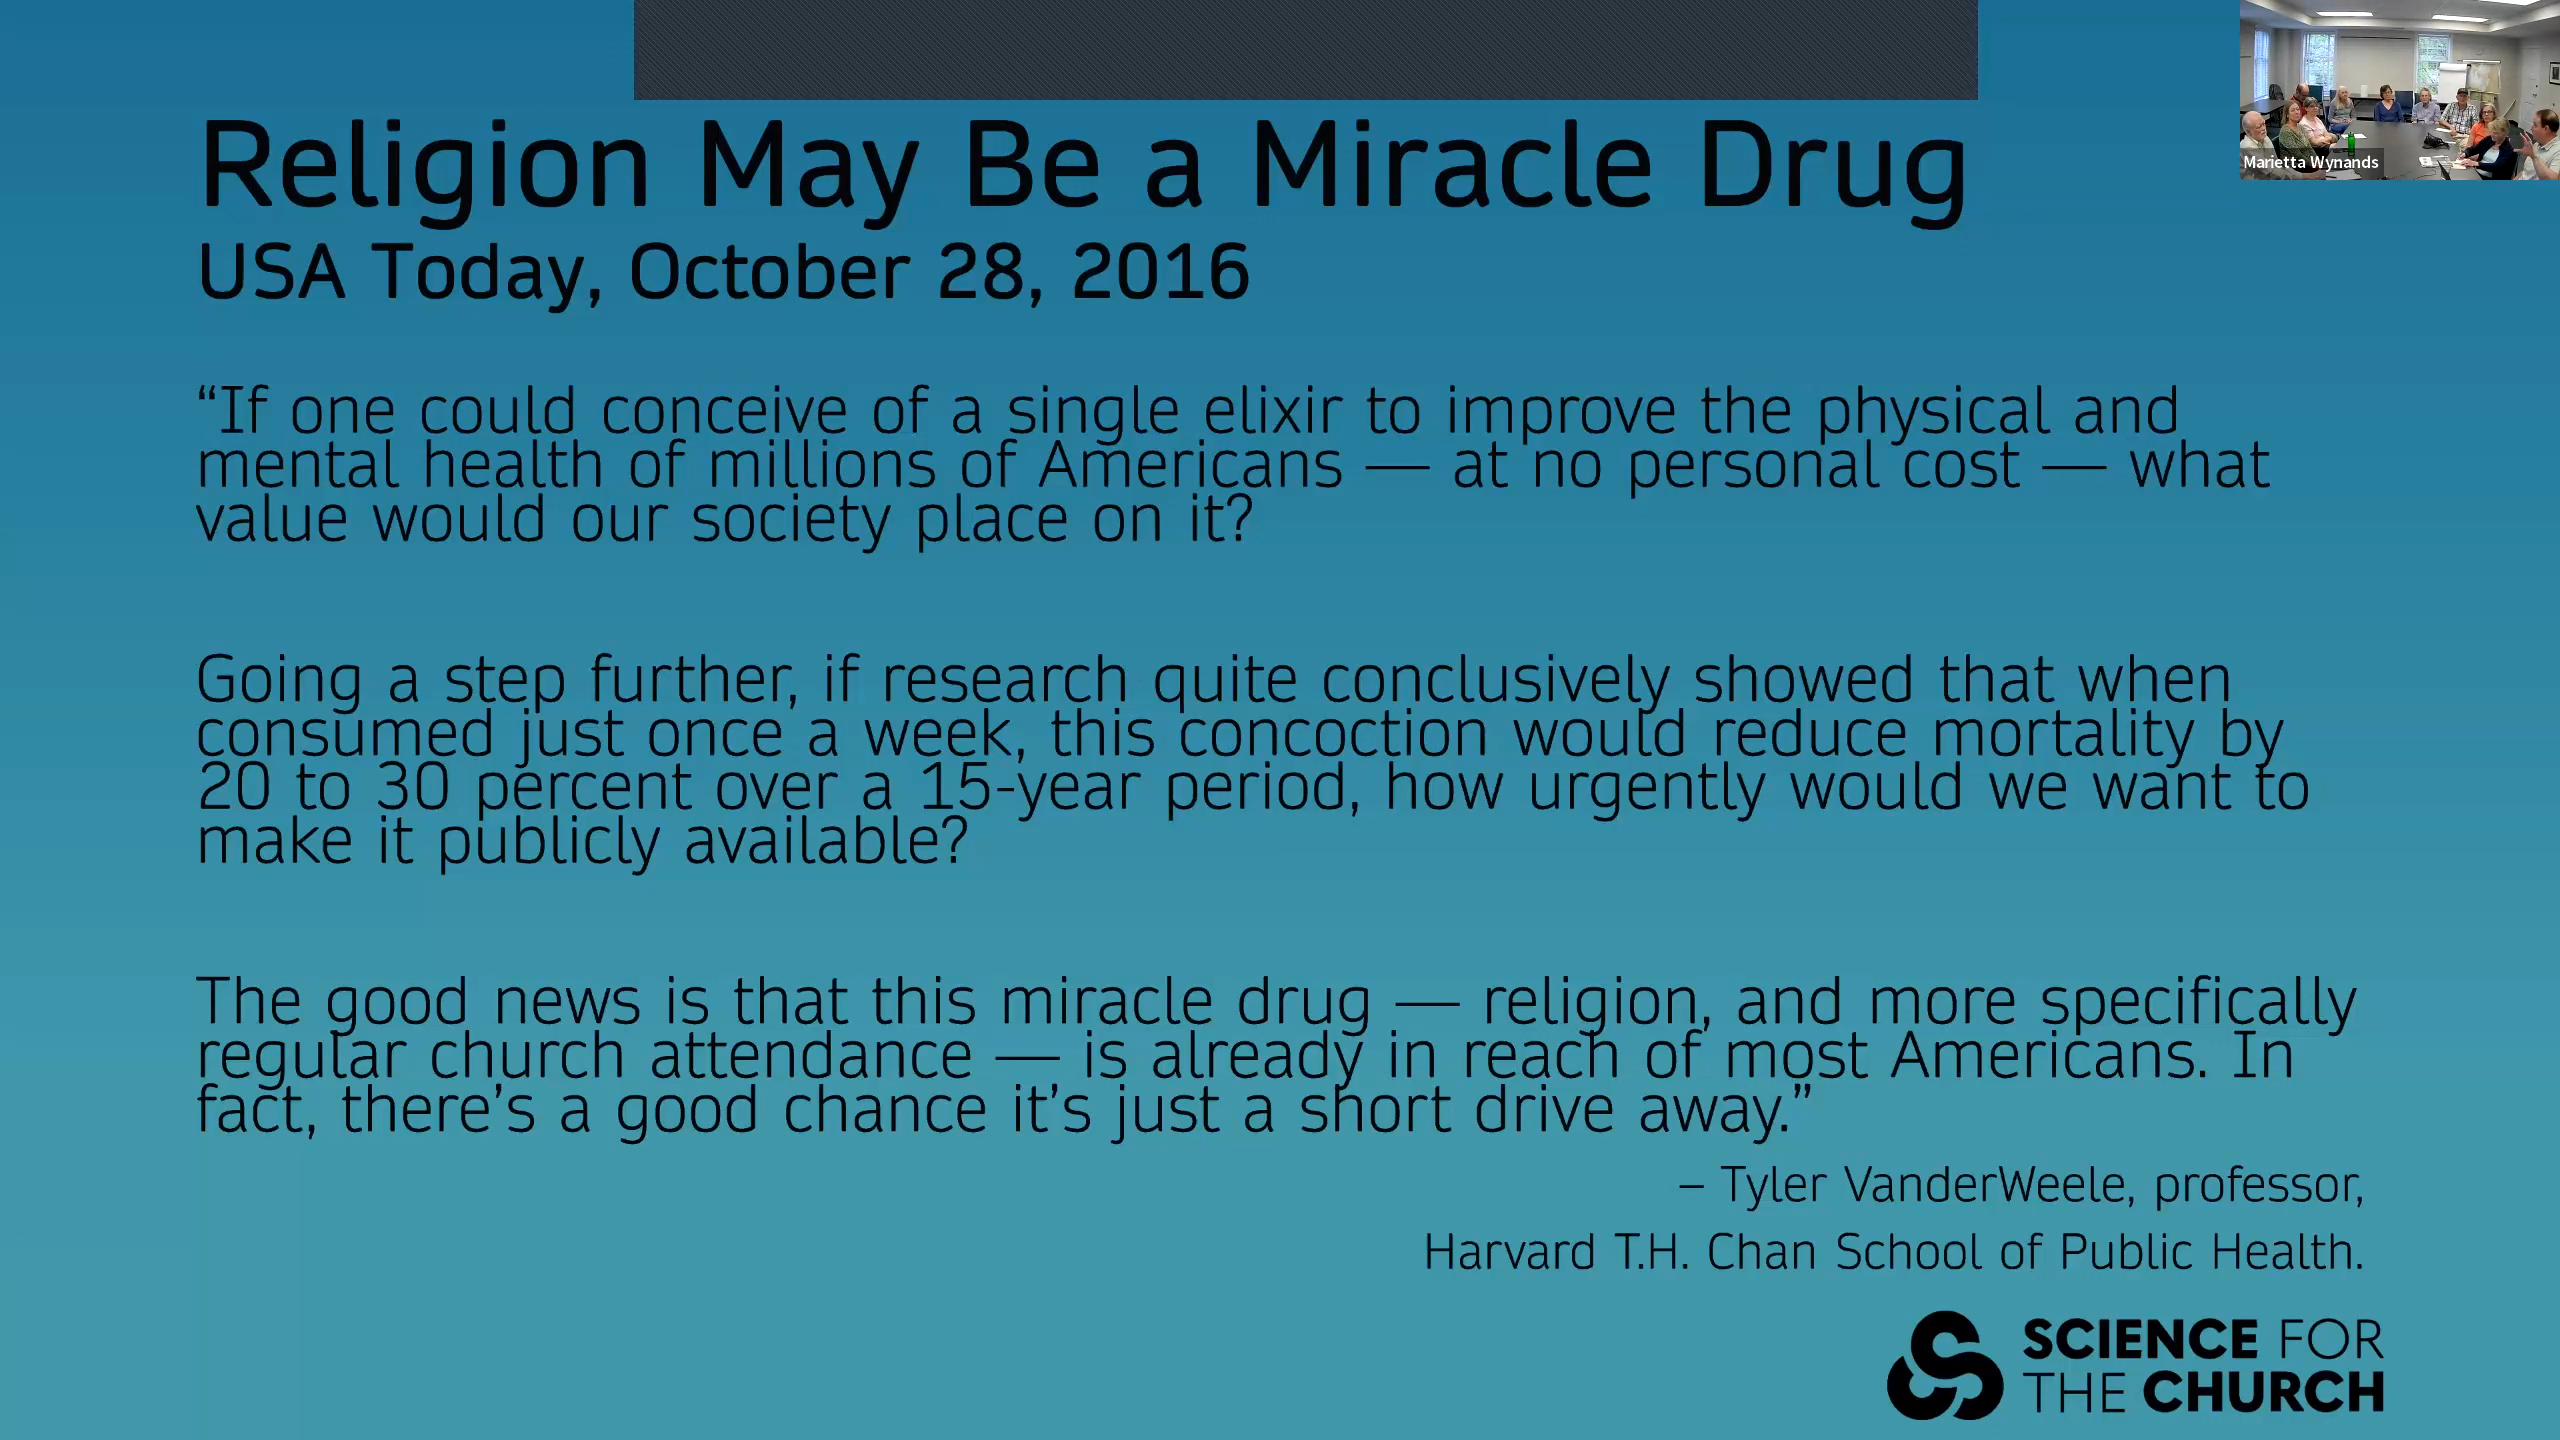 Religion May Be a Miracle Drug
USA Today, October 28, 2016
“If one could conceive of a single elixir to improve the physical and
mental health of millions of Americans — at no personal cost — what
value would our society place on it?
Going a step further, if research quite conclusively showed that when
consumed just once a week, this concoction would reduce mortality by
20 to 30 percent over a 15-year period, how urgently would we want to
make it publicly available?
The good news is that this miracle drug — religion, and more specifically
regular church attendance — is already in reach of most Americans. In
fact, there’s a good chance it’s just a short drive away.”
– Tyler VanderWeele, professor,
Harvard T.H. Chan School of Public Health.
SCIENCE FOR
THE CHURCH
Marietta Wynands